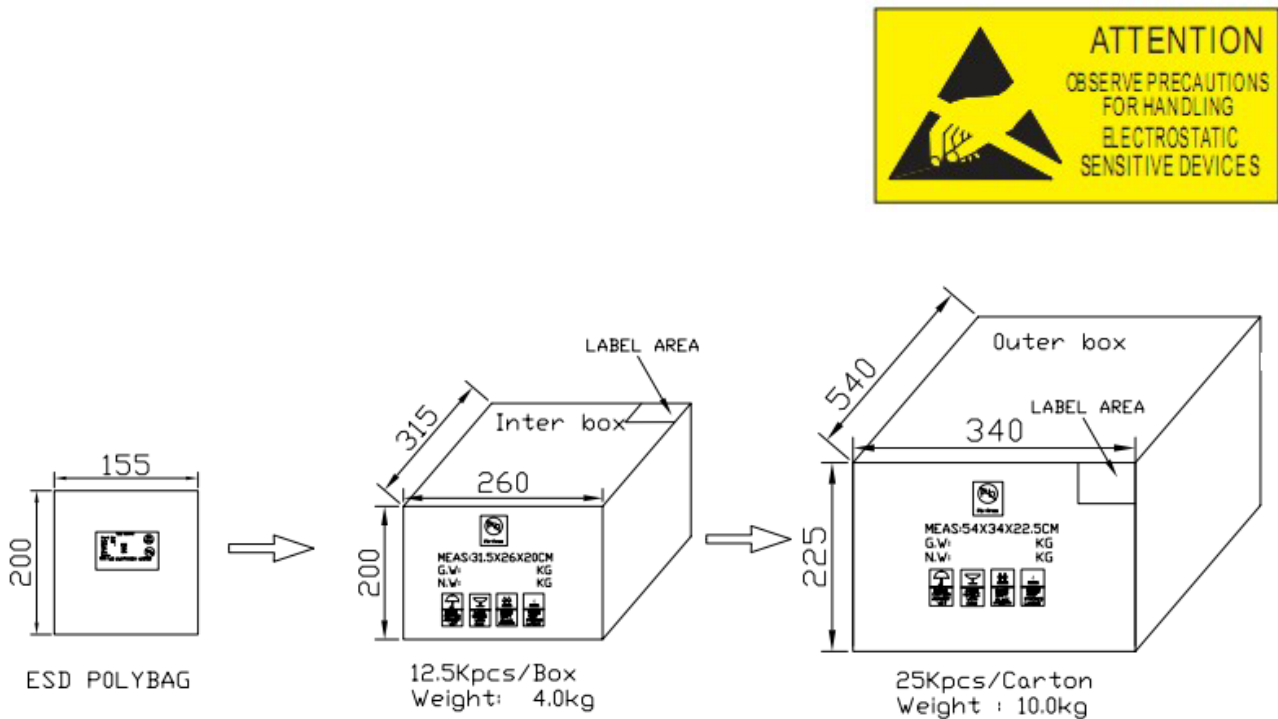 ATTENTION
OBSERVE PRECAUTIONS
FOR HANDLING
ELECTROSTATIC
SENSITIVE DEVICES
155
200
ESD POLYBAG
LABEL AREA
Inter box
315
260
200
Pb
MEAS:31.5X26X20CM
G.W: KG
N.W: KG
12.5Kpcs/Box
Weight: 4.0kg
Outer box
LABEL AREA
540
340
225
Pb
MEAS:54X34X22.5CM
G.W: KG
N.W: KG
25Kpcs/Carton
Weight : 10.0kg